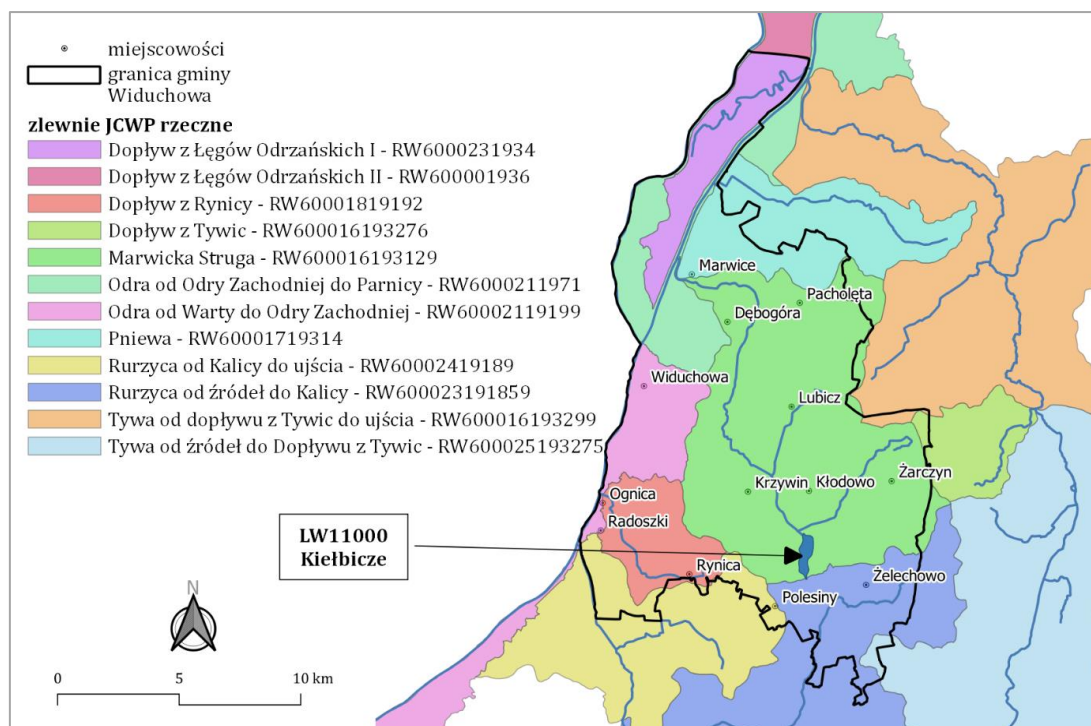 miejscowości
granica gminy
Widuchowa
zlewnie JCWP rzeczne
Dopływ z Łęgów Odrzańskich I - RW6000231934
Dopływ z Łęgów Odrzańskich II - RW600001936
Dopływ z Rynicy - RW60001819192
Dopływ z Tywic - RW600016193276
Marwicka Struga - RW600016193129
Odra od Odry Zachodniej do Parnicy - RW6000211971
Odra od Warty do Odry Zachodniej - RW60002119199
Pniewa - RW60001719314
Rurzyca od Kalicy do ujścia - RW60002419189
Rurzyca od źródeł do Kalicy - RW600023191859
Tywa od dopływu z Tywic do ujścia - RW600016193299
Tywa od źródeł do Dopływu z Tywic - RW600025193275
Marwice
Pacholęta
Dębogóra
Widuchowa
Lubicz
Żarczyn
Krzywin
Kłodowo
Ognica
Radoszki
LW11000
Kiełbicze
Rynica
Żelechowo
Polesiny
N
0 5 10 km